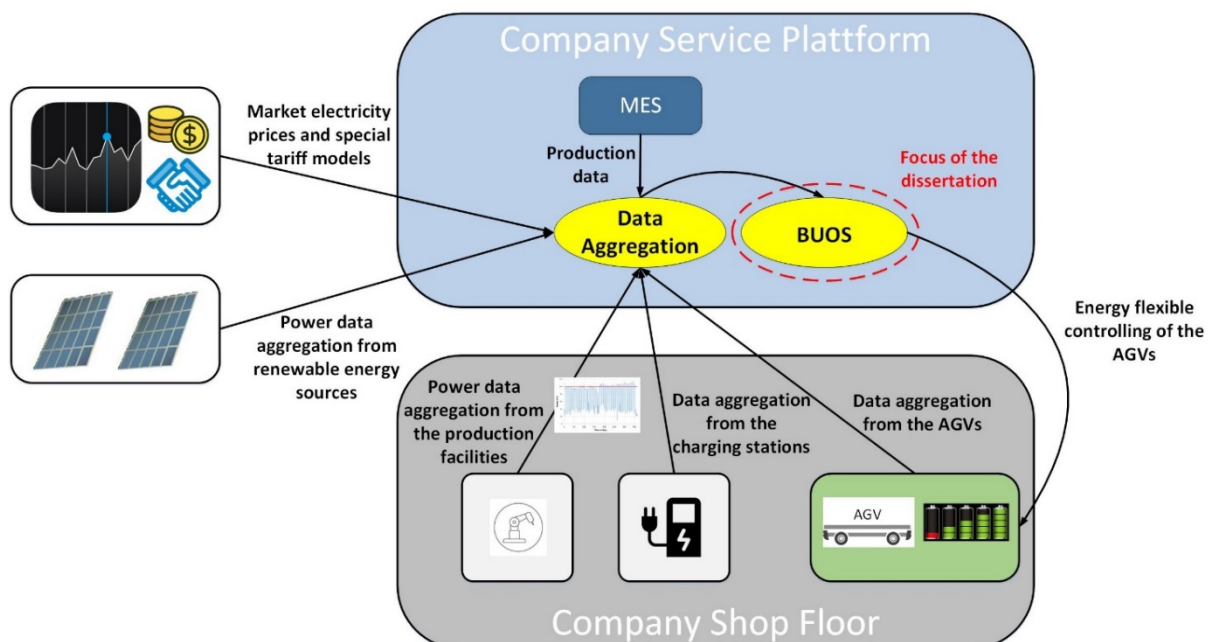 Company Service Plattform
MES
Market electricity
prices and special
tariff models
Production
data
Focus of the
dissertation
Data
Aggregation
BUOS
Power data
aggregation from
renewable energy
sources
Energy flexible
controlling of the
AGVs
Power data
aggregation from
the production
facilities
Data aggregation
from the
charging stations
Data aggregation
from the AGVs
AGV
Company Shop Floor